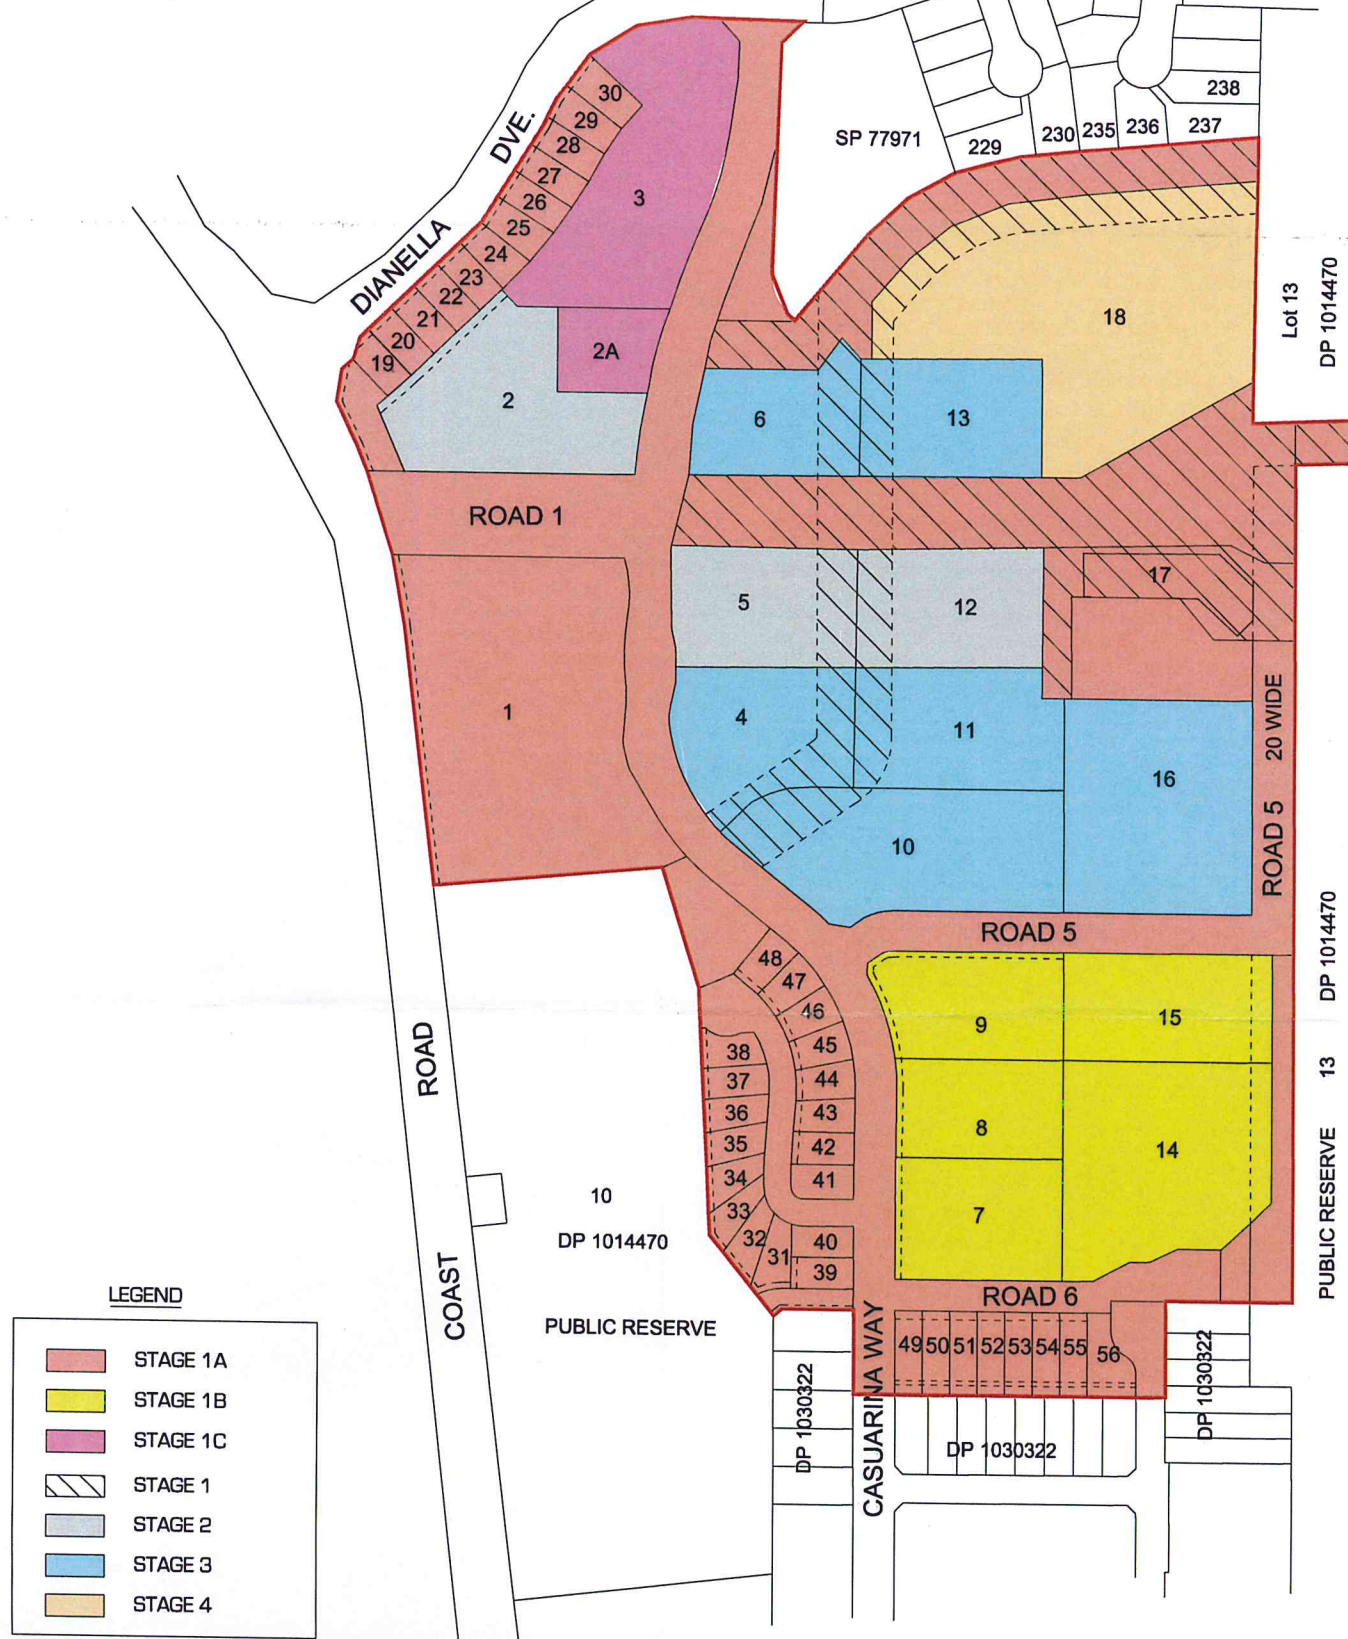 238
230
235
236
237
229
SP 77971
DIANELLA DVE.
30
29
28
27
26
25
24
23
22
21
20
19
3
2A
2
18
Lot 13
DP 1014470
6
13
ROAD 1
17
5
12
1
4
11
16
10
20 WIDE
ROAD 5
ROAD 5
48
47
46
45
44
43
42
41
38
37
36
35
34
33
32
31
40
39
9
15
8
14
7
DP 1014470
13
PUBLIC RESERVE
ROAD
COAST
10
DP 1014470
PUBLIC RESERVE
ROAD 6
49
50
51
52
53
54
55
56
CASUARINA WAY
DP 1030322
DP 1030322
DP 1030322
LEGEND
STAGE 1A
STAGE 1B
STAGE 1C
STAGE 1
STAGE 2
STAGE 3
STAGE 4